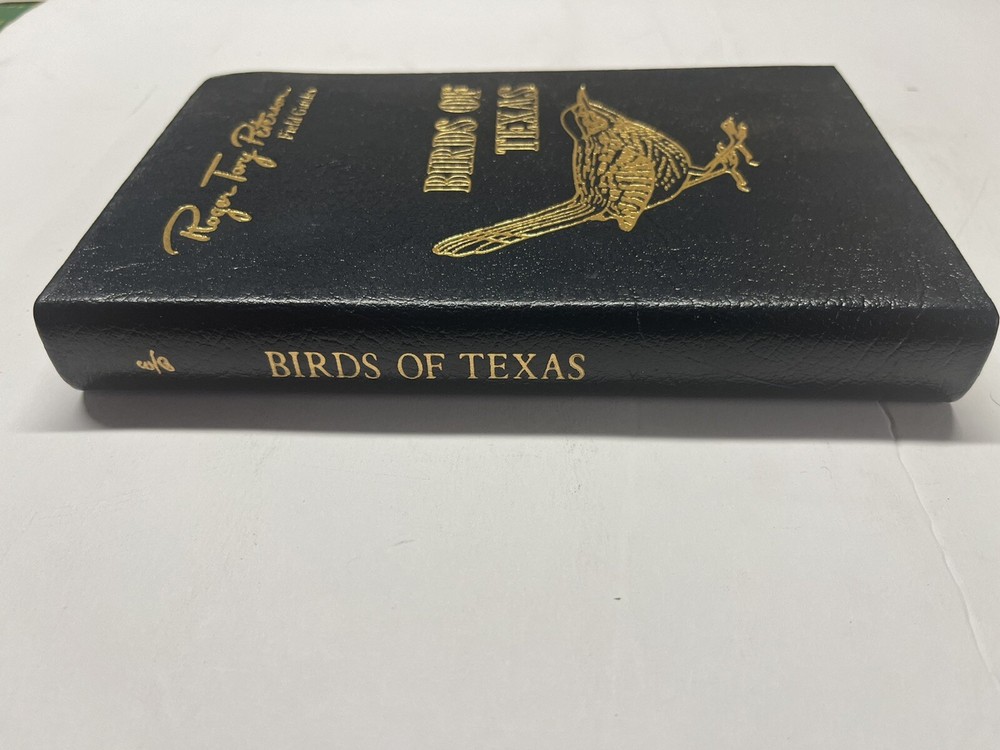 Roger Tory Peterson
Field Guides
BIRDS OF
TEXAS
BIRDS OF TEXAS